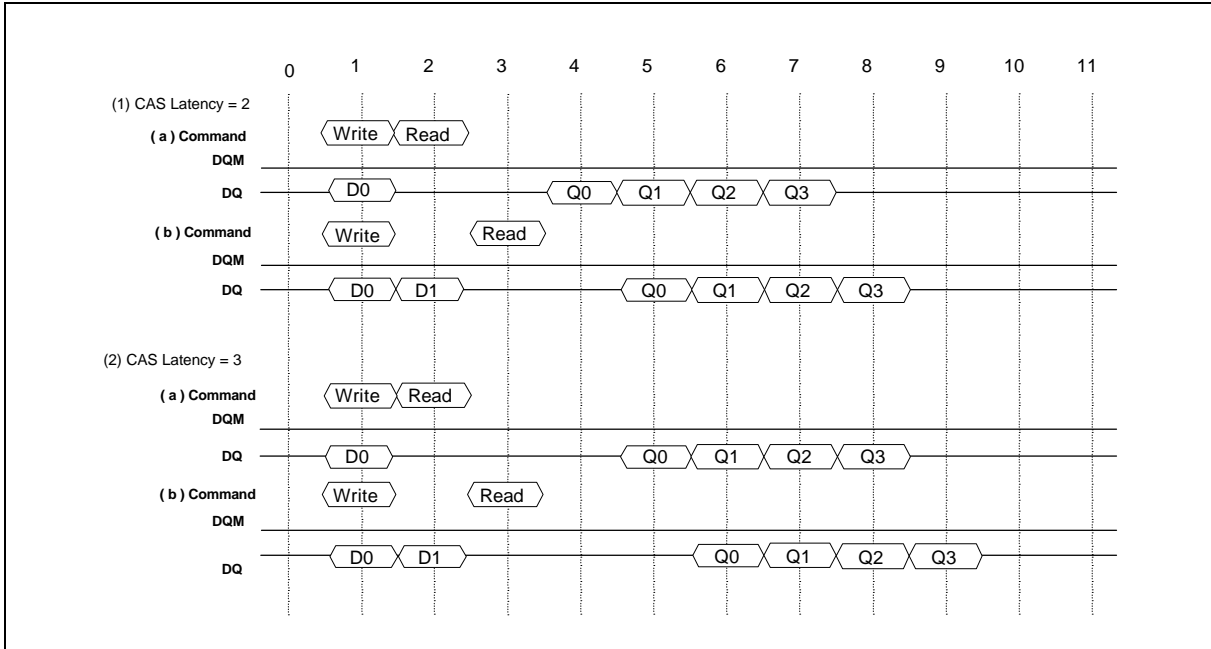 0 1 2 3 4 5 6 7 8 9 10 11
(1) CAS Latency = 2
( a ) Command Write Read
DQM
DQ D0 Q0 Q1 Q2 Q3
( b ) Command Write Read
DQM
DQ D0 D1 Q0 Q1 Q2 Q3
(2) CAS Latency = 3
( a ) Command Write Read
DQM
DQ D0 Q0 Q1 Q2 Q3
( b ) Command Write Read
DQM
DQ D0 D1 Q0 Q1 Q2 Q3